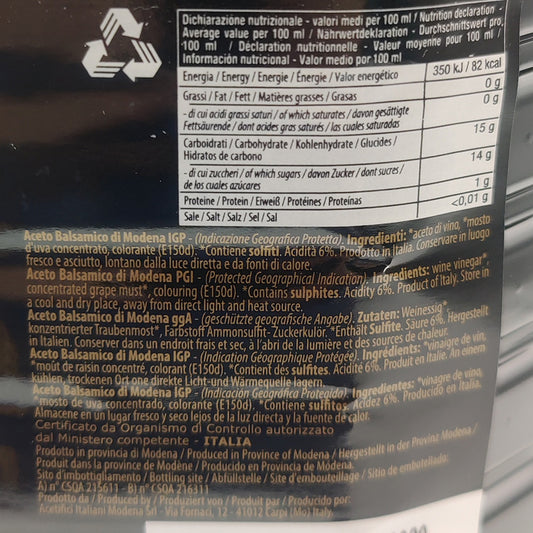 Dichiarazione nutrizionale - valori medi per 100 ml / Nutrition declaration -
Average value per 100 ml / Nährwertdeklaration - Durchschnittswert pro
100 ml / Déclaration nutritionnelle - Valeur moyenne pour 100 ml /
Información nutricional - Valor medio por 100 ml
Energia / Energy / Energie / Énergie / Valor energético 350 kJ / 82 kcal
Grassi / Fat / Fett / Matières grasses / Grasas 0 g
- di cui acidi grassi saturi / of which saturates / davon gesättigte 0 g
Fettsäurende / dont acides gras saturés / las cuales saturadas
Carboidrati / Carbohydrate / Kohlenhydrate / Glucides / 15 g
Hidratos de carbono
- di cui zuccheri / of which sugars / davon Zucker / dont sucres / 14 g
de los cuales azúcares
Proteine / Protein / Eiweiß / Protéines / Proteínas 1 g
Sale / Salt / Salz / Sel / Sal <0,01 g
Aceto Balsamico di Modena IGP - (Indicazione Geografica Protetta). Ingredienti: *aceto di vino, *mosto
d'uva concentrato, colorante (E150d). *Contiene solfiti. Acidità 6%. Prodotto in Italia. Conservare in luogo
fresco e asciutto, lontano dalla luce diretta e da fonti di calore.
Aceto Balsamico di Modena PGI - (Protected Geographical Indication). Ingredients: wine vinegar*,
concentrated grape must*, colouring (E150d). *Contains sulphites. Acidity 6%. Product of Italy. Store in
a cool and dry place, away from direct light and heat source.
Aceto Balsamico di Modena ggA - (geschützte geografische Angabe). Zutaten: Weinessig*,
konzentrierter Traubenmost*, Farbstoff Ammonsulfit-Zuckerkulör. *Enthält Sulfite. Säure 6%. Hergestellt
in Italien. Conserver dans un endroit frais et sec, à l'abri de la lumière et des sources de chaleur.
Aceto Balsamico di Modena IGP - (Indication Géographique Protégée). Ingrédients: *vinaigre de vin,
*moût de raisin concentré, colorant (E150d). *Contient des sulfites. Acidité 6%. Produit en Italie. An einem
kühlen, trockenen Ort one direkte Licht-und Wärmequelle lagern.
Aceto Balsamico di Modena IGP - (Indicación Geográfica Protegida). Ingredientes: *vinagre de vino,
*mosto de uva concentrado, colorante (E150d). *Contiene sulfitos. Acidez 6%. Producido en Italia.
Almacene en un lugar fresco y seco lejos de la luz directa y la fuente de calor.
Certificato da Organismo di Controllo autorizzato
dal Ministero competente - ITALIA
Prodotto in provincia di Modena / Produced in Province of Modena / Hergestellt in der Provinz Modena /
Produit dans la province de Modène / Producido en Provincia de Módena.
Sito d'imbottigliamento / Bottling site / Abfüllstelle / Site d'embouteillage / Sitio de embotellado:
A) n° CSQA 215611 - B) n° CSQA 216311
Prodotto da / Produced by / Produziert von / Produit par / Producido por:
Acetifici Italiani Modena Srl - Via Fornaci, 12 - 41012 Carpi (Mo) Italy.